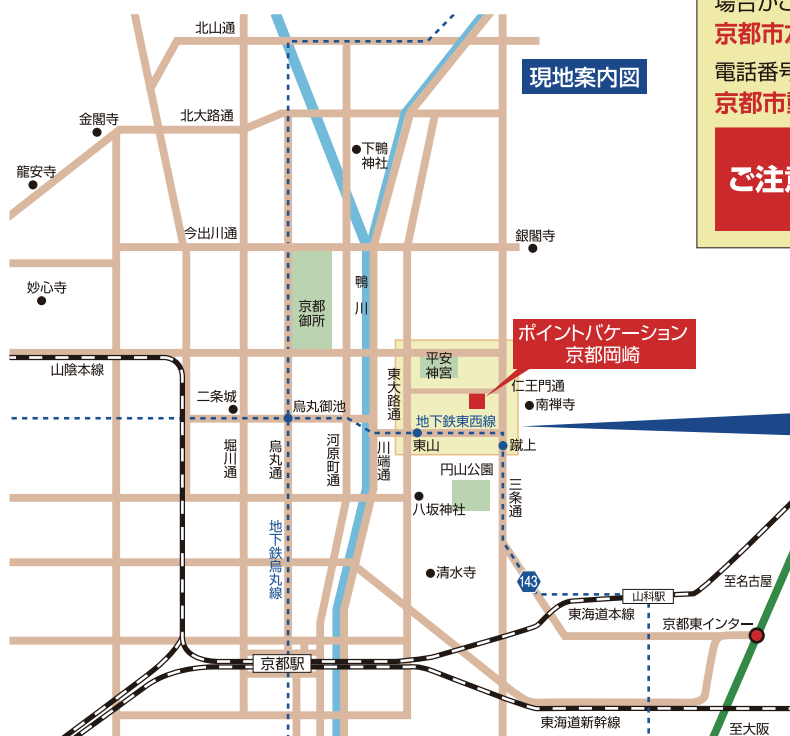 場合が
京都市
電話番号
京都市
ご注意
現地案内図
北山通
北大路通
金閣寺
龍安寺
下鴨
神社
今出川通
銀閣寺
妙心寺
京都
御所
鴨川
山陰本線
ポイントバケーション
京都岡崎
平安
神宮
東大路通
仁王門通
南禅寺
二条城
烏丸御池
地下鉄東西線
東山
蹴上
堀川通
烏丸通
河原町通
川端通
円山公園
三条通
八坂神社
地下鉄烏丸線
清水寺
143
山科駅
至名古屋
東海道本線
京都東インター
京都駅
東海道新幹線
至大阪